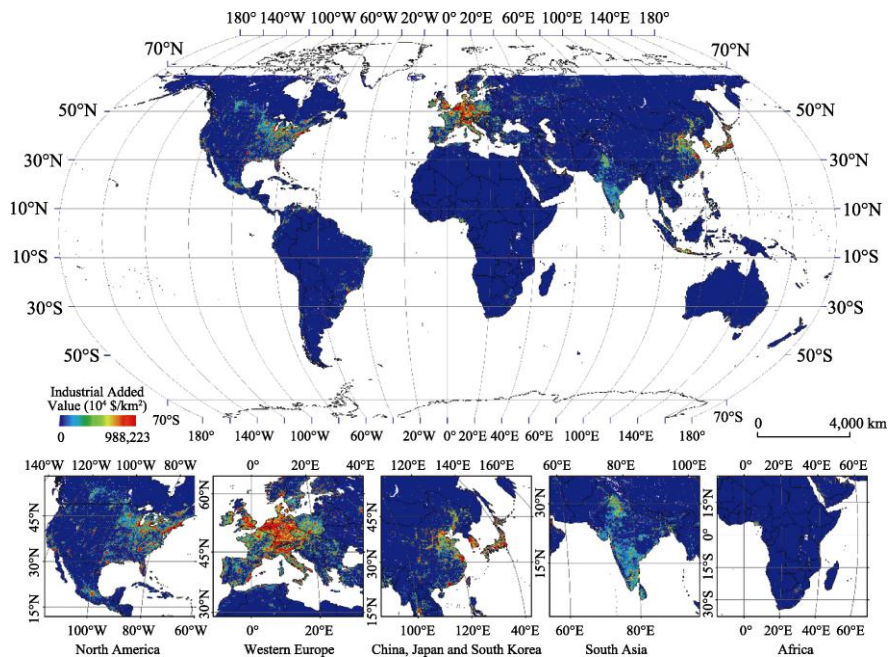 180° 140°W 100°W 60°W 20°W 0° 20°E 60°E 100°E 140°E 180°
70°N 70°N
50°N 50°N
30°N 30°N
10°N 10°N
10°S 10°S
30°S 30°S
50°S 50°S
Industrial Added
Value (10⁴ $/km²)
0 988,223
70°S 70°S
180° 140°W 100°W 60°W 20°W 0° 20°E 60°E 100°E 140°E 180°
0 4,000 km
140°W 120°W 100°W 80°W
45°N
30°N
15°N
100°W 80°W 60°W
North America
0° 20°E 40°E
60°N
45°N
30°N
0° 20°E
Western Europe
120°E 140°E 160°E
45°N
30°N
15°N
100°E 120°E 40°E
China, Japan and South Korea
60°E 80°E 100°E
30°N
15°N
60°E 80°E
South Asia
0° 20°E 40°E 60°E
15°N
0°
15°S
30°S
0° 20°E 40°E 60°E
Africa